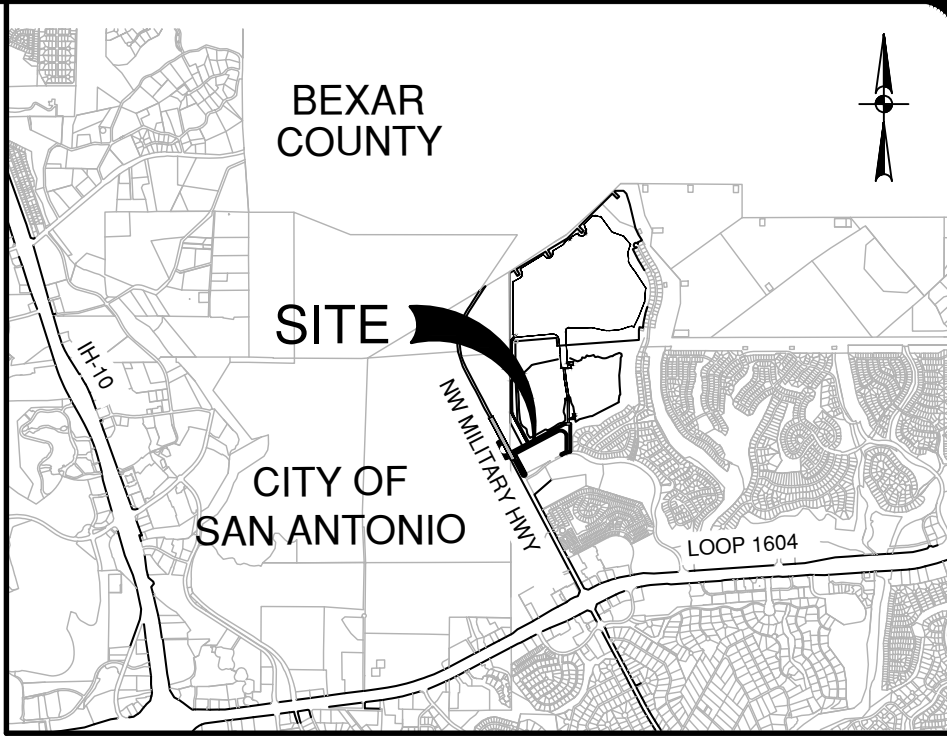 BEXAR
COUNTY
SITE
IH-10
NW MILITARY HWY
CITY OF
SAN ANTONIO
LOOP 1604